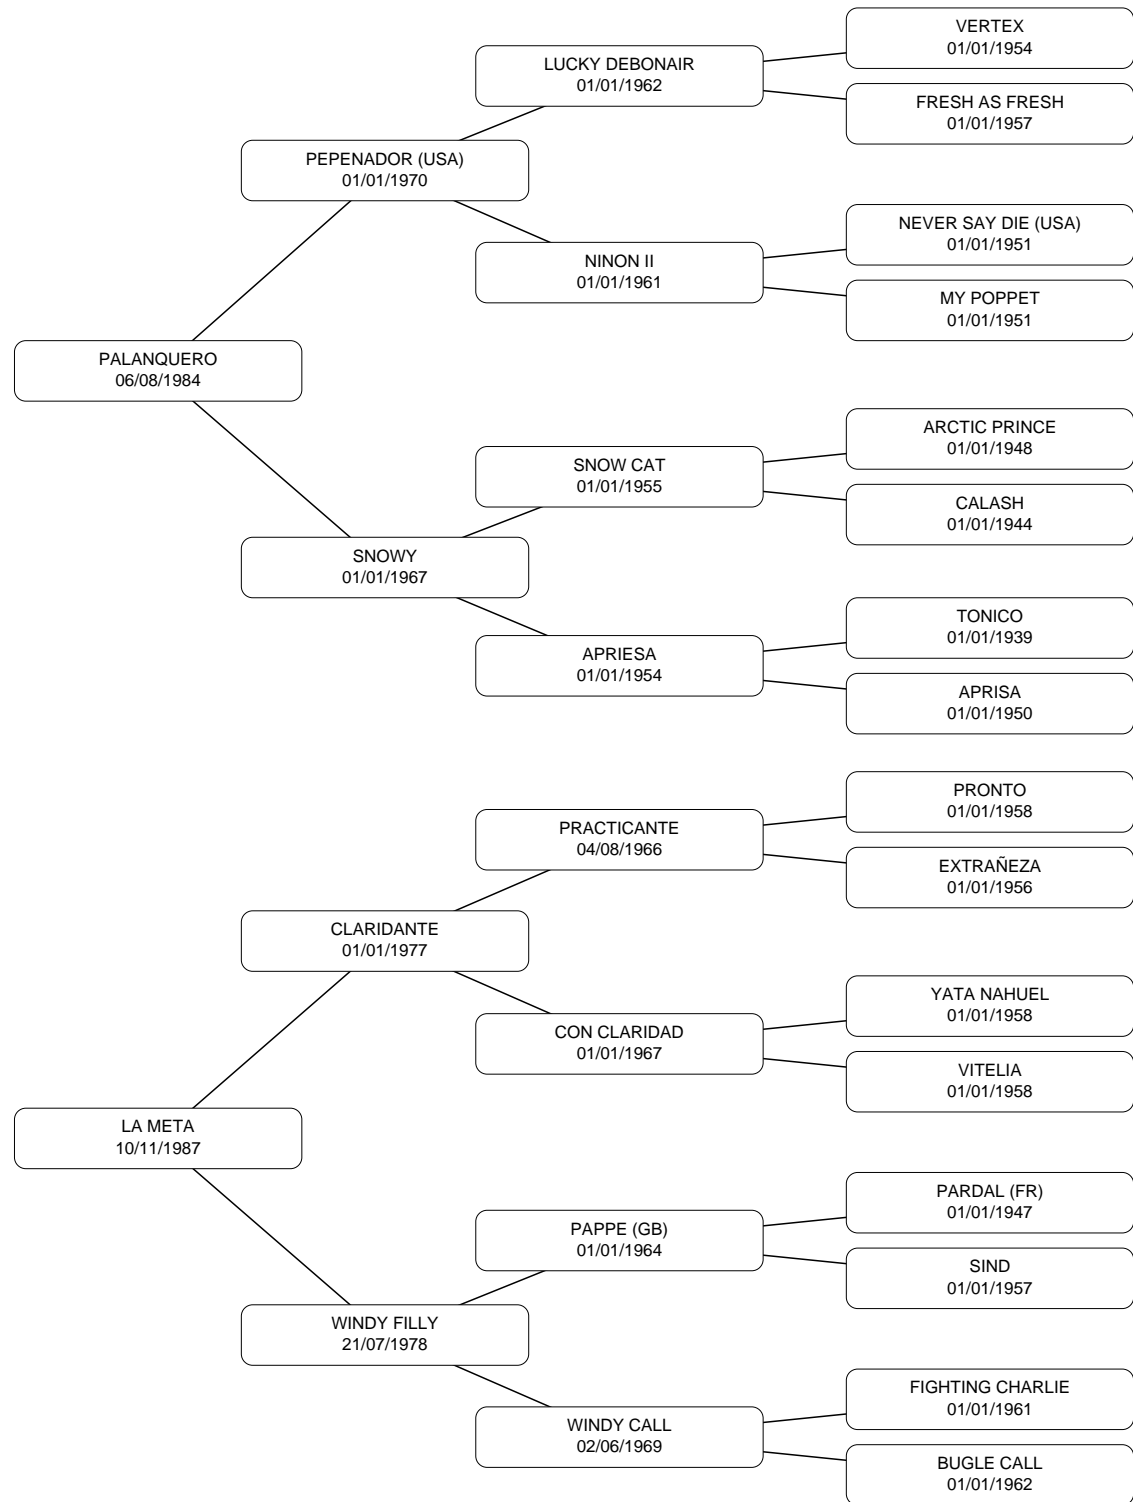 VERTEX
01/01/1954
LUCKY DEBONAIR
01/01/1962
FRESH AS FRESH
01/01/1957
PEPENADOR (USA)
01/01/1970
NEVER SAY DIE (USA)
01/01/1951
NINON II
01/01/1961
MY POPPET
01/01/1951
PALANQUERO
06/08/1984
ARCTIC PRINCE
01/01/1948
SNOW CAT
01/01/1955
CALASH
01/01/1944
SNOWY
01/01/1967
TONICO
01/01/1939
APRIESA
01/01/1954
APRISA
01/01/1950
PRONTO
01/01/1958
PRACTICANTE
04/08/1966
EXTRAÑEZA
01/01/1956
CLARIDANTE
01/01/1977
YATA NAHUEL
01/01/1958
CON CLARIDAD
01/01/1967
VITELIA
01/01/1958
LA META
10/11/1987
PARDAL (FR)
01/01/1947
PAPPE (GB)
01/01/1964
SIND
01/01/1957
WINDY FILLY
21/07/1978
FIGHTING CHARLIE
01/01/1961
WINDY CALL
02/06/1969
BUGLE CALL
01/01/1962